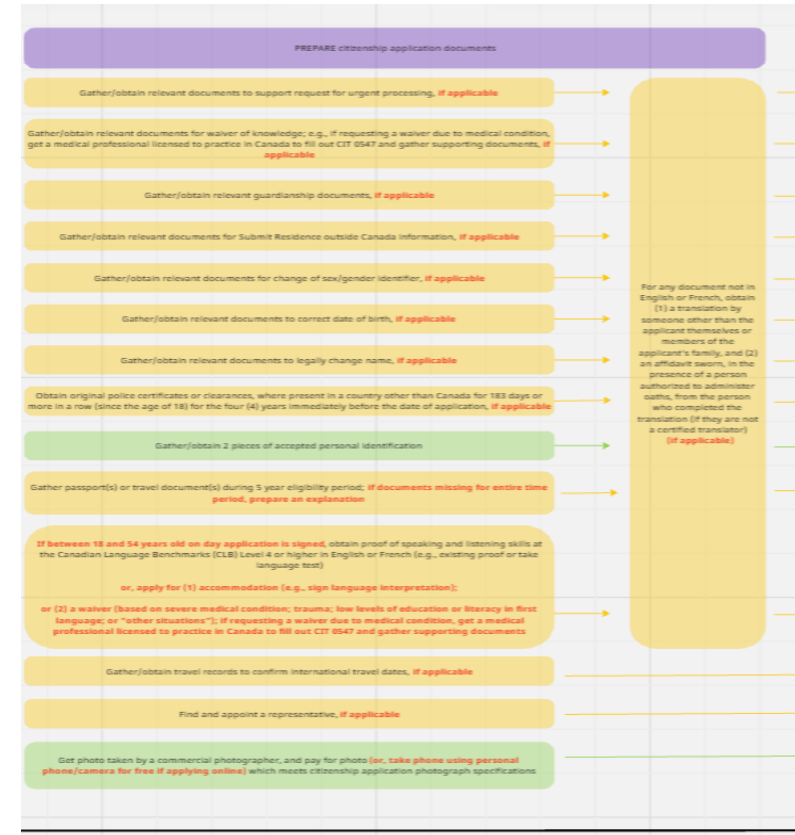 PREPARE citizenship application documents
Gather/obtain relevant documents to support request for urgent processing, if applicable
Gather/obtain relevant documents for waiver of knowledge; e.g., if requesting a waiver due to medical condition,
get a medical professional licensed to practice in Canada to fill out CIT 0547 and gather supporting documents, if
applicable
Gather/obtain relevant guardianship documents, if applicable
Gather/obtain relevant documents for Submit Residence outside Canada information, if applicable
Gather/obtain relevant documents for change of sex/gender identifier, if applicable
Gather/obtain relevant documents to correct date of birth, if applicable
Gather/obtain relevant documents to legally change name, if applicable
Obtain original police certificates or clearances, where present in a country other than Canada for 183 days or
more in a row (since the age of 18) for the four (4) years immediately before the date of application, if applicable
Gather/obtain 2 pieces of accepted personal identification
Gather passport(s) or travel document(s) during 5 year eligibility period; if documents missing for entire time
period, prepare an explanation
If between 18 and 54 years old on day application is signed, obtain proof of speaking and listening skills at
the Canadian Language Benchmarks (CLB) Level 4 or higher in English or French (e.g., existing proof or take
language test)
or, apply for (1) accommodation (e.g., sign language interpretation);
or (2) a waiver (based on severe medical condition; trauma; low levels of education or literacy in first
language; or "other situations"); if requesting a waiver due to medical condition, get a medical
professional licensed to practice in Canada to fill out CIT 0547 and gather supporting documents
Gather/obtain travel records to confirm international travel dates, if applicable
Find and appoint a representative, if applicable
Get photo taken by a commercial photographer, and pay for photo (or, take phone using personal
phone/camera for free if applying online) which meets citizenship application photograph specifications
For any document not in
English or French, obtain
(1) a translation by
someone other than the
applicant themselves or
members of the
applicant's family, and (2)
an affidavit sworn, in the
presence of a person
authorized to administer
oaths, from the person
who completed the
translation (if they are not
a certified translator)
(if applicable)